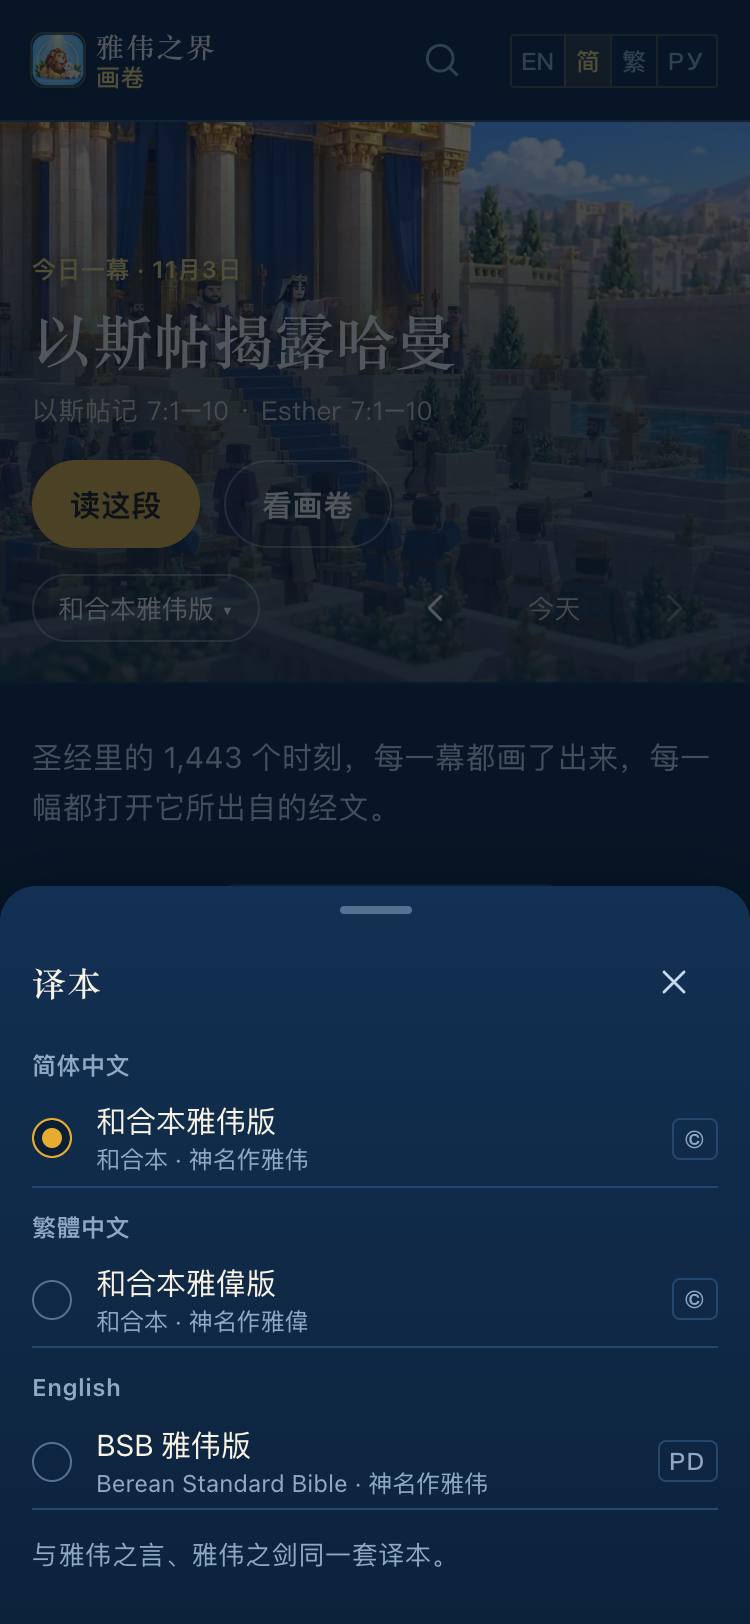 雅伟之界
画卷
EN 简 繁 РУ
今日一幕 · 11月3日
以斯帖揭露哈曼
以斯帖记 7:1–10 · Esther 7:1–10
读这段 看画卷
和合本雅伟版 ▾ 今天
圣经里的 1,443 个时刻，每一幕都画了出来，每一
幅都打开它所出自的经文。
译本
简体中文
和合本雅伟版
和合本 · 神名作雅伟
©
繁體中文
和合本雅偉版
和合本 · 神名作雅偉
©
English
BSB 雅伟版
Berean Standard Bible · 神名作雅伟
PD
与雅伟之言、雅伟之剑同一套译本。